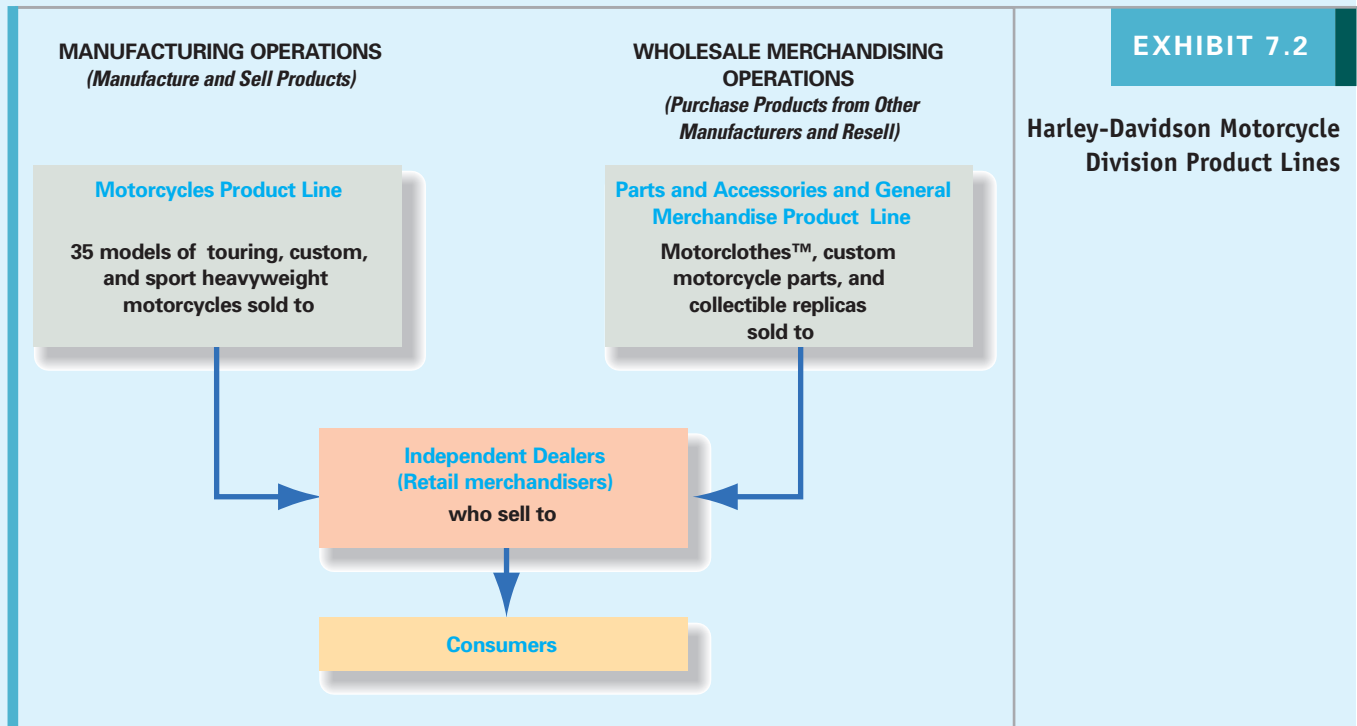 MANUFACTURING OPERATIONS
(Manufacture and Sell Products)
WHOLESALE MERCHANDISING
OPERATIONS
(Purchase Products from Other
Manufacturers and Resell)
Motorcycles Product Line
35 models of touring, custom,
and sport heavyweight
motorcycles sold to
Parts and Accessories and General
Merchandise Product Line
Motorclothes™, custom
motorcycle parts, and
collectible replicas
sold to
Independent Dealers
(Retail merchandisers)
who sell to
Consumers
EXHIBIT 7.2
Harley-Davidson Motorcycle
Division Product Lines